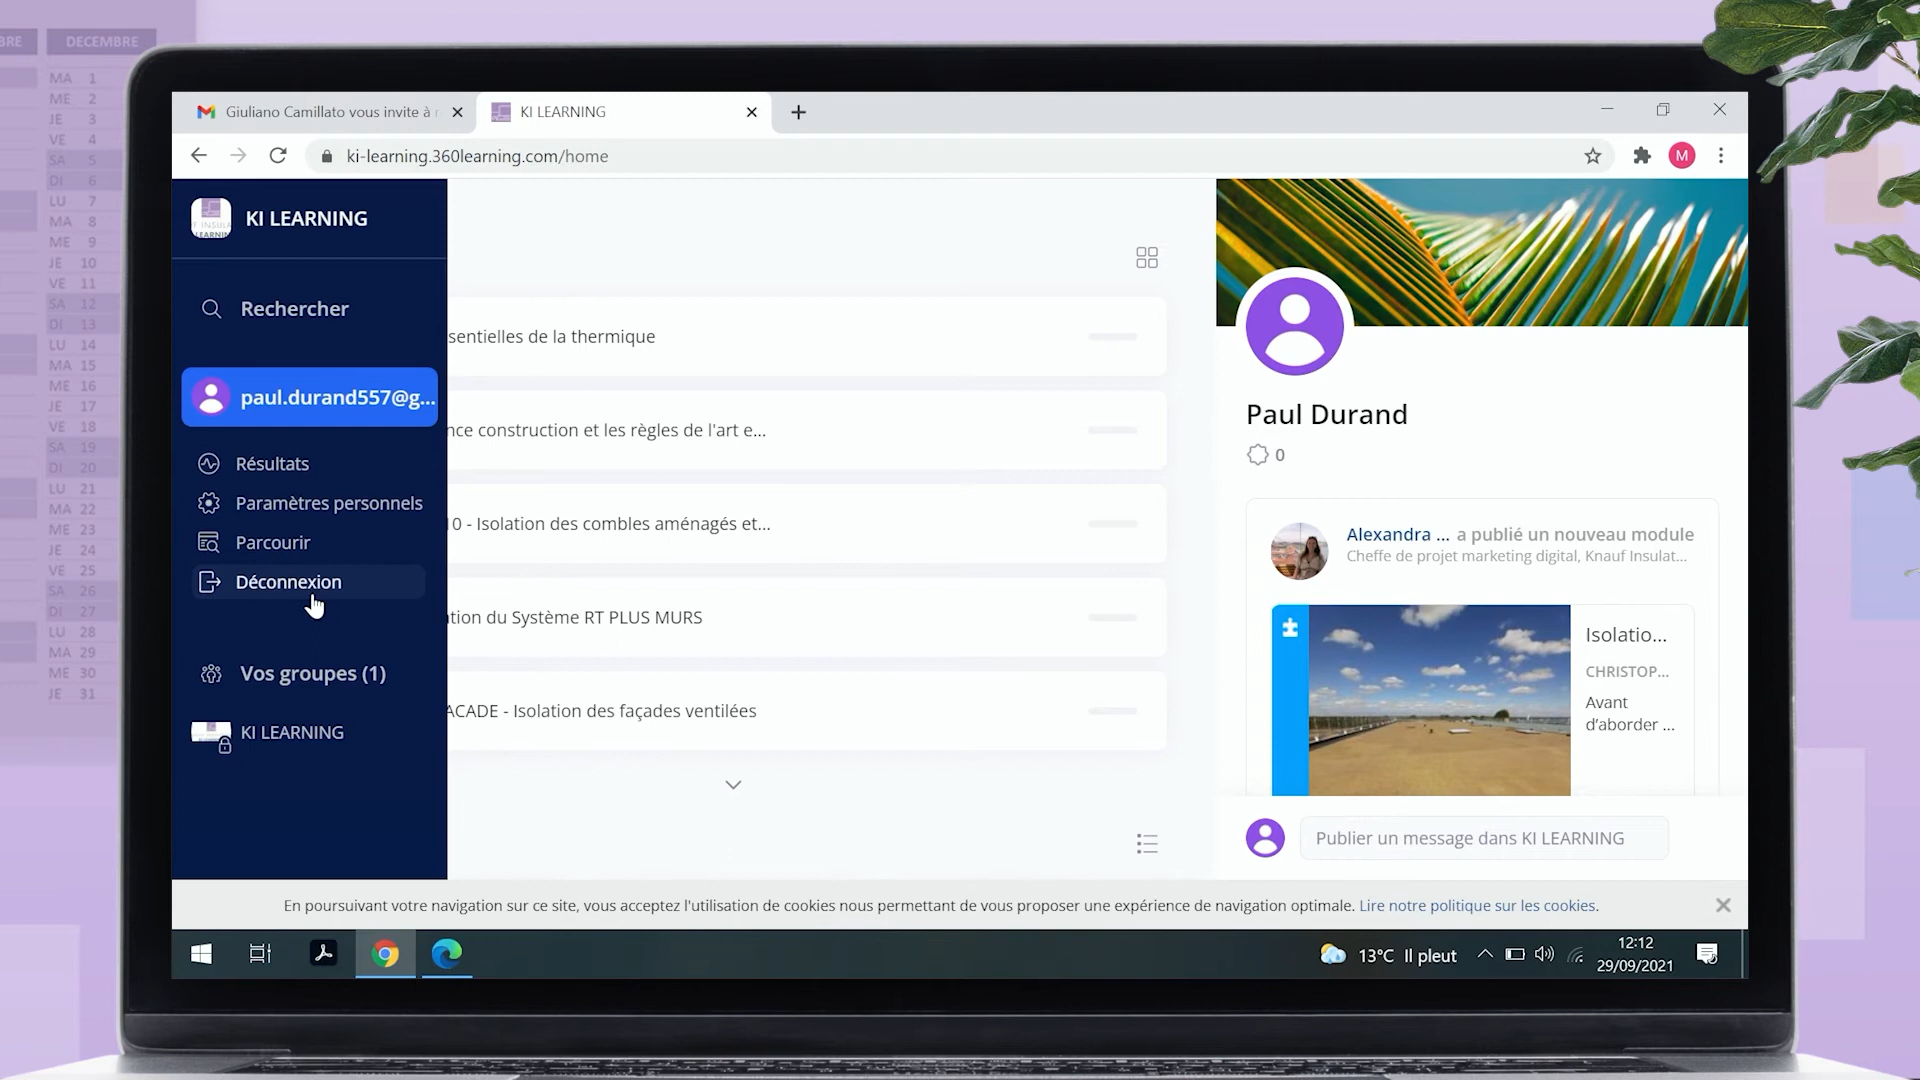 BRE
DECEMBRE
MA 1
ME 2
JE 3
VE 4
SA 5
DI 6
LU 7
MA 8
ME 9
JE 10
VE 11
SA 12
DI 13
LU 14
MA 15
ME 16
JE 17
VE 18
SA 19
DI 20
LU 21
MA 22
ME 23
JE 24
VE 25
SA 26
DI 27
LU 28
MA 29
ME 30
JE 31
Giuliano Camillato vous invite à
KI LEARNING
ki-learning.360learning.com/home
M
KI LEARNING
Rechercher
paul.durand557@g...
Résultats
Paramètres personnels
Parcourir
Déconnexion
Vos groupes (1)
KI LEARNING
sentielles de la thermique
nce construction et les règles de l'art e...
10 - Isolation des combles aménagés et...
ation du Système RT PLUS MURS
ACADE - Isolation des façades ventilées
Paul Durand
0
Alexandra ... a publié un nouveau module
Cheffe de projet marketing digital, Knauf Insulat...
Isolatio...
CHRISTOP...
Avant
d'aborder ...
Publier un message dans KI LEARNING
En poursuivant votre navigation sur ce site, vous acceptez l'utilisation de cookies nous permettant de vous proposer une expérience de navigation optimale. Lire notre politique sur les cookies.
13°C Il pleut
12:12
29/09/2021